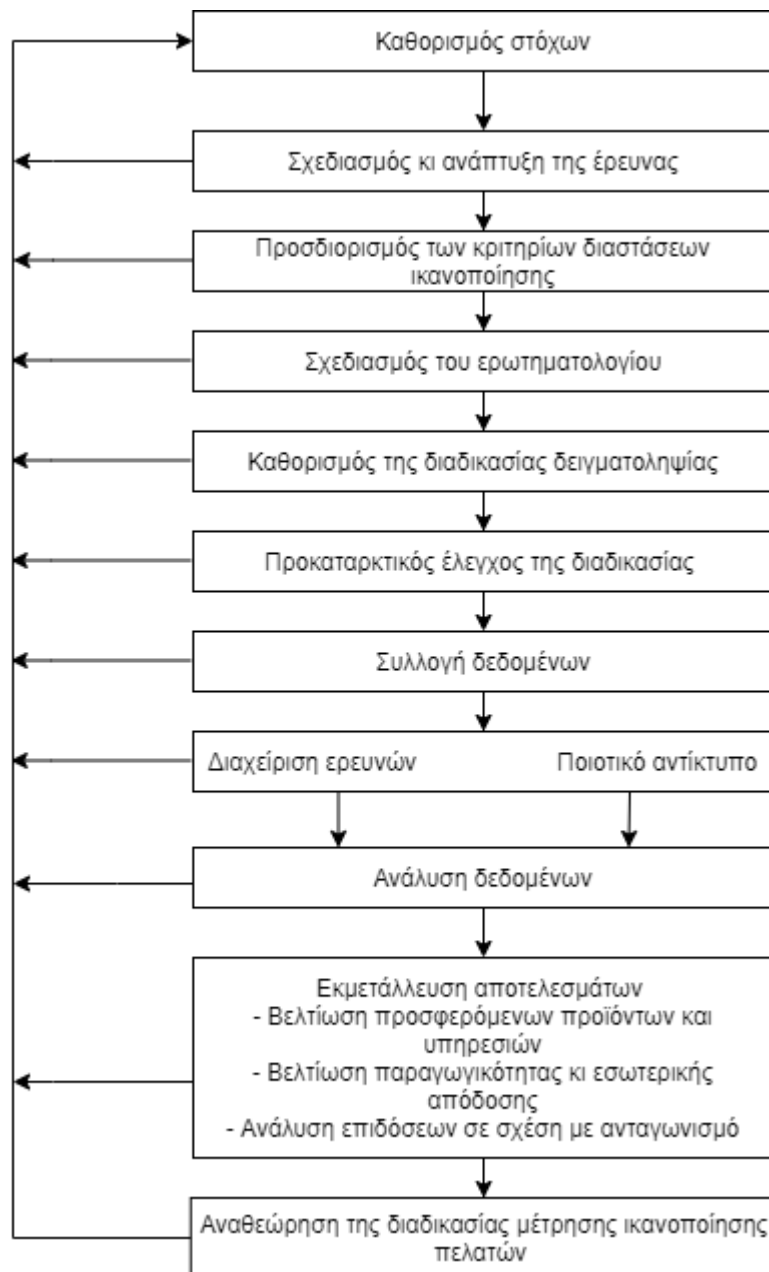 Καθορισμός στόχων
Σχεδιασμός κι ανάπτυξη της έρευνας
Προσδιορισμός των κριτηρίων διαστάσεων
ικανοποίησης
Σχεδιασμός του ερωτηματολογίου
Καθορισμός της διαδικασίας δειγματοληψίας
Προκαταρκτικός έλεγχος της διαδικασίας
Συλλογή δεδομένων
Διαχείριση ερευνών Ποιοτικό αντίκτυπο
Ανάλυση δεδομένων
Εκμετάλλευση αποτελεσμάτων
- Βελτίωση προσφερόμενων προϊόντων και
υπηρεσιών
- Βελτίωση παραγωγικότητας κι εσωτερικής
απόδοσης
- Ανάλυση επιδόσεων σε σχέση με ανταγωνισμό
Αναθεώρηση της διαδικασίας μέτρησης ικανοποίησης
πελατών